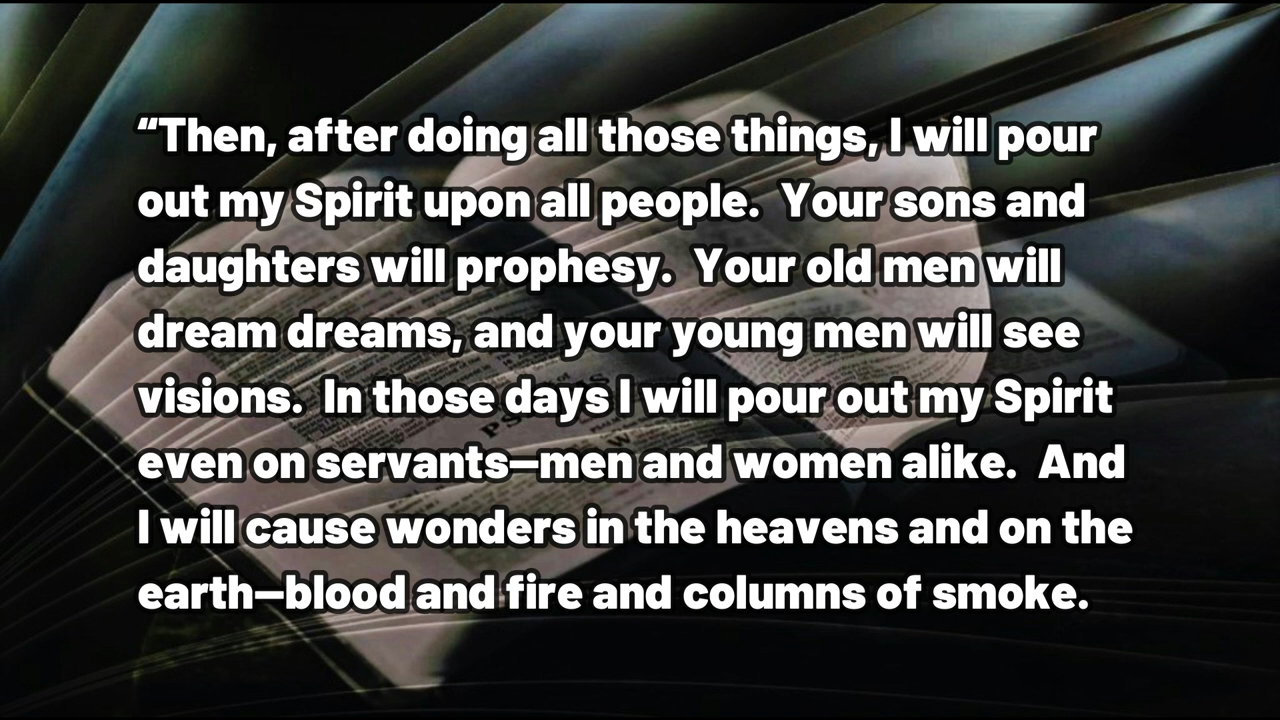 “Then, after doing all those things, I will pour
out my Spirit upon all people.  Your sons and
daughters will prophesy.  Your old men will
dream dreams, and your young men will see
visions.  In those days I will pour out my Spirit
even on servants—men and women alike.  And
I will cause wonders in the heavens and on the
earth—blood and fire and columns of smoke.